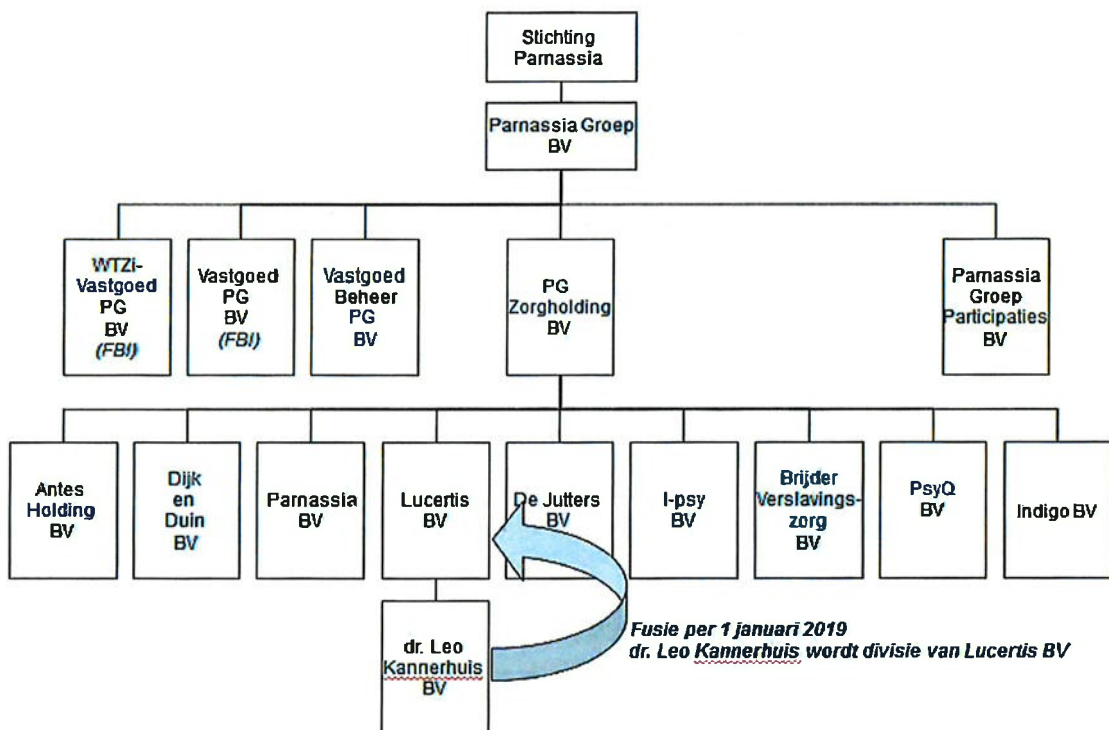 Stichting
Parnassia
Parnassia Groep
BV
WTZi-
Vastgoed
PG
BV
(FBI)
Vastgoed
PG
BV
(FBI)
Vastgoed
Beheer
PG
BV
PG
Zorgholding
BV
Parnassia
Groep
Participaties
BV
Antes
Holding
BV
Dijk
en
Duin
BV
Parnassia
BV
Lucertis
BV
De Jutters
BV
I-psy
BV
Brijder
Verslavings-
zorg
BV
PsyQ
BV
Indigo BV
dr. Leo
Kannerhuis
BV
Fusie per 1 januari 2019
dr. Leo Kannerhuis wordt divisie van Lucertis BV